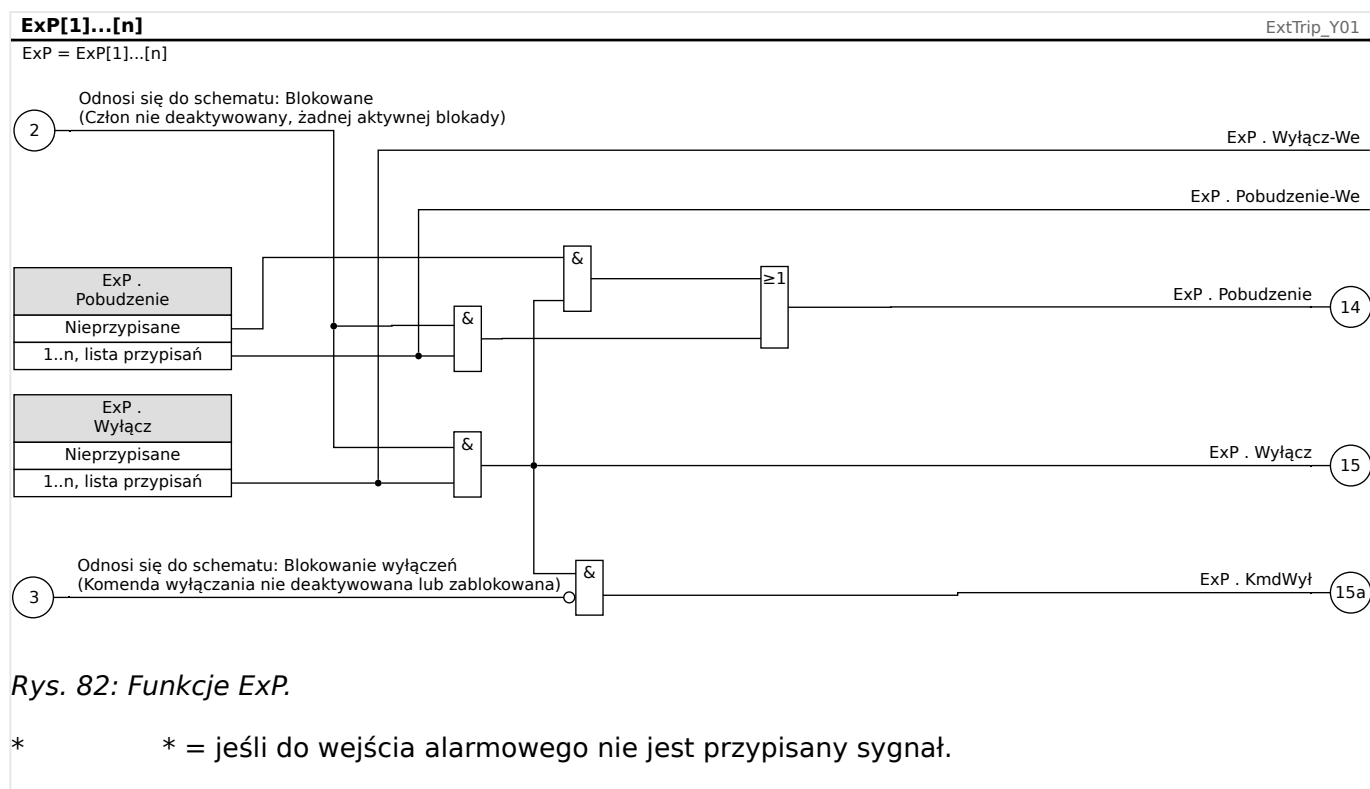 ExP[1]...[n]
ExtTrip_Y01
ExP = ExP[1]...[n]
Odnosi się do schematu: Blokowane
(Człon nie deaktywowany, żadnej aktywnej blokady)
2
ExP . Wyłącz-We
ExP . Pobudzenie-We
&
ExP .
Pobudzenie
≥1
ExP . Pobudzenie
14
&
Nieprzypisane
1..n, lista przypisań
ExP .
Wyłącz
&
Nieprzypisane
ExP . Wyłącz
15
1..n, lista przypisań
Odnosi się do schematu: Blokowanie wyłączeń
(Komenda wyłączania nie deaktywowana lub zablokowana)
3
&
ExP . KmdWył
15a
Rys. 82: Funkcje ExP.
* * = jeśli do wejścia alarmowego nie jest przypisany sygnał.